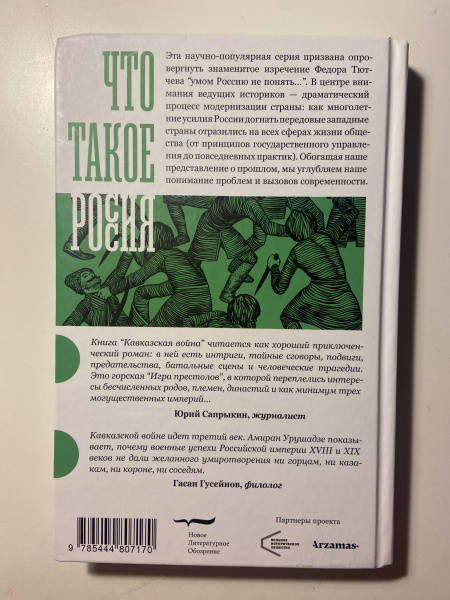 ЧТО
ТАКОЕ
РОССИЯ
Эта научно-популярная серия призвана опро-
вергнуть знаменитое изречение Федора Тют-
чева “умом Россию не понять...”. В центре вни-
мания ведущих историков — драматический
процесс модернизации страны: как многолет-
ние усилия России догнать передовые западные
страны отразились на всех сферах жизни обще-
ства (от принципов государственного управле-
ния до повседневных практик). Обогащая наше
представление о прошлом, мы углубляем наше
понимание проблем и вызовов современности.
Книга “Кавказская война” читается как хороший приключен-
ческий роман: в ней есть интриги, тайные сговоры, подвиги,
предательства, батальные сцены и человеческие трагедии.
Это горская “Игра престолов”, в которой переплелись интере-
сы бесчисленных родов, племен, династий и как минимум трех
могущественных империй...
Юрий Сапрыкин, журналист
Кавказской войне идет третий век. Амиран Урушадзе показы-
вает, почему военные успехи Российской империи XVIII и XIX
веков не дали желанного умиротворения ни горцам, ни каза-
кам, ни короне, ни соседям.
Гасан Гусейнов, филолог
9 785444 807170
Новое
Литературное
Обозрение
Партнеры проекта
ВОЛЬНОЕ
ИСТОРИЧЕСКОЕ
ОБЩЕСТВО
Arzamas